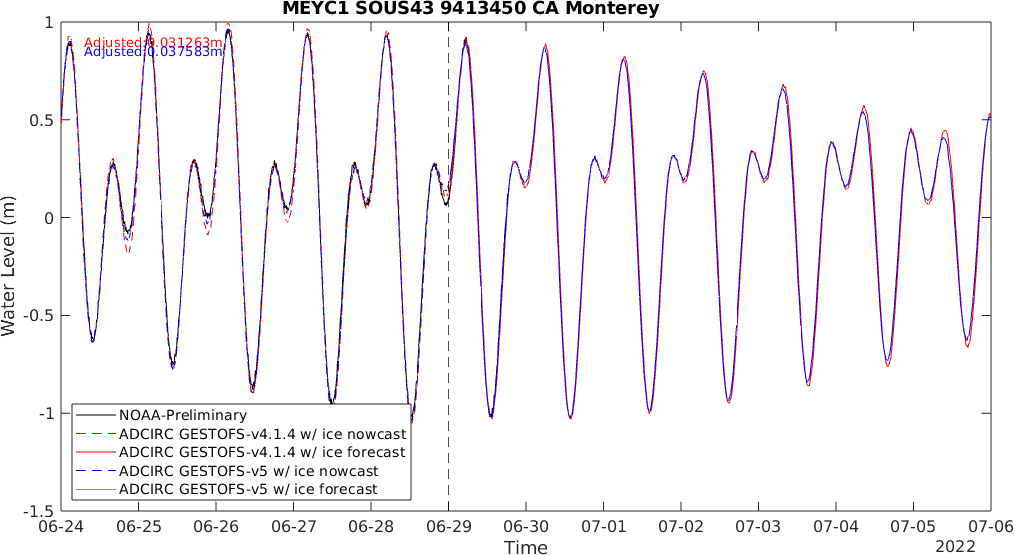 MEYC1 SOUS43 9413450 CA Monterey
Adjusted:0.031263m
Adjusted:0.037583m
Water Level (m)
1
0.5
0
-0.5
-1
-1.5
NOAA-Preliminary
ADCIRC GESTOFS-v4.1.4 w/ ice nowcast
ADCIRC GESTOFS-v4.1.4 w/ ice forecast
ADCIRC GESTOFS-v5 w/ ice nowcast
ADCIRC GESTOFS-v5 w/ ice forecast
06-24 06-25 06-26 06-27 06-28 06-29 06-30 07-01 07-02 07-03 07-04 07-05 07-06
Time
2022